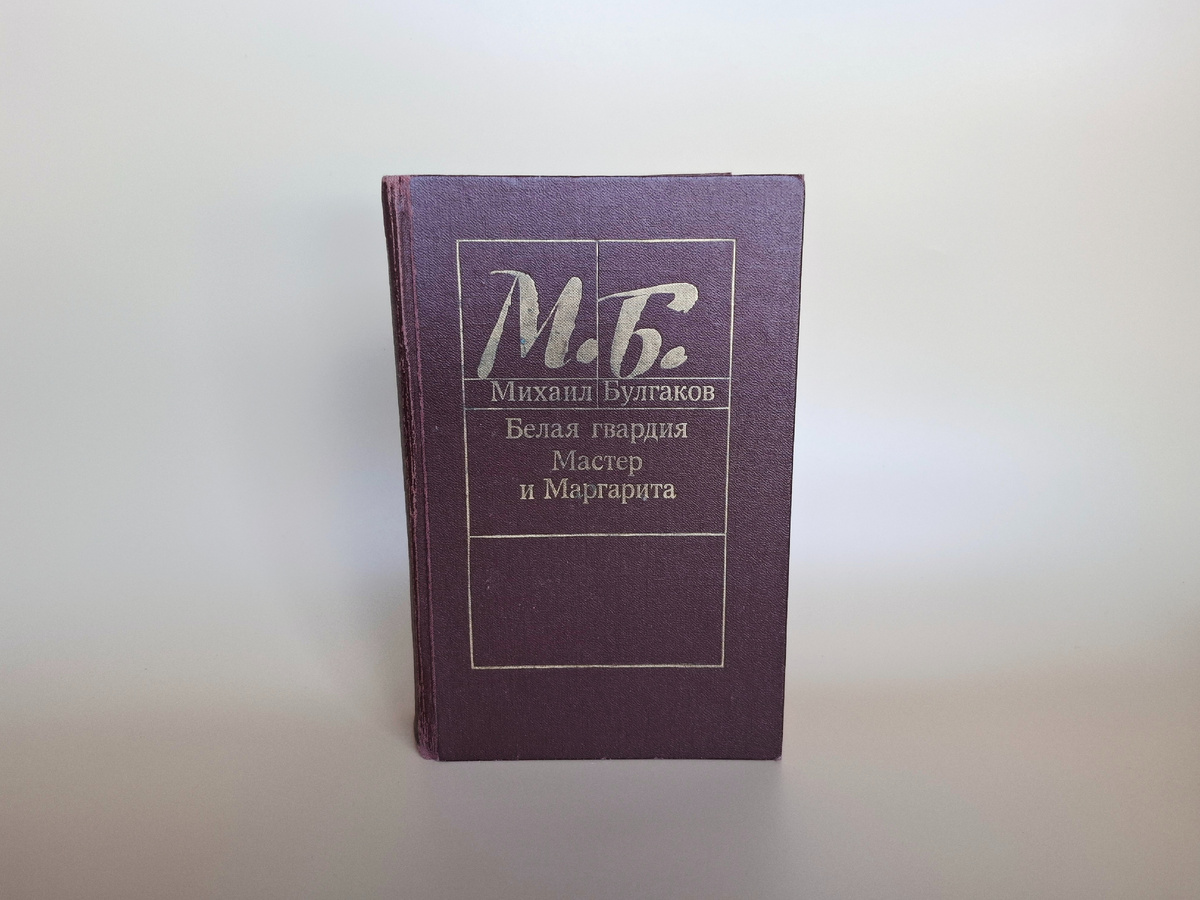 М.Б.
Михаил Булгаков
Белая гвардия
Мастер
и Маргарита